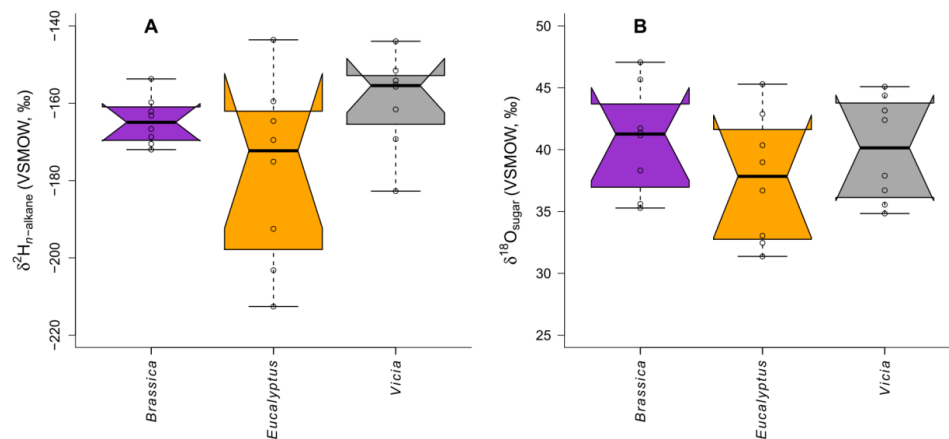 A
δ²Hn−alkane (VSMOW, ‰)
−140
−160
−180
−200
−220
Brassica
Eucalyptus
Vicia
B
δ¹⁸Osugar (VSMOW, ‰)
50
45
40
35
30
25
Brassica
Eucalyptus
Vicia